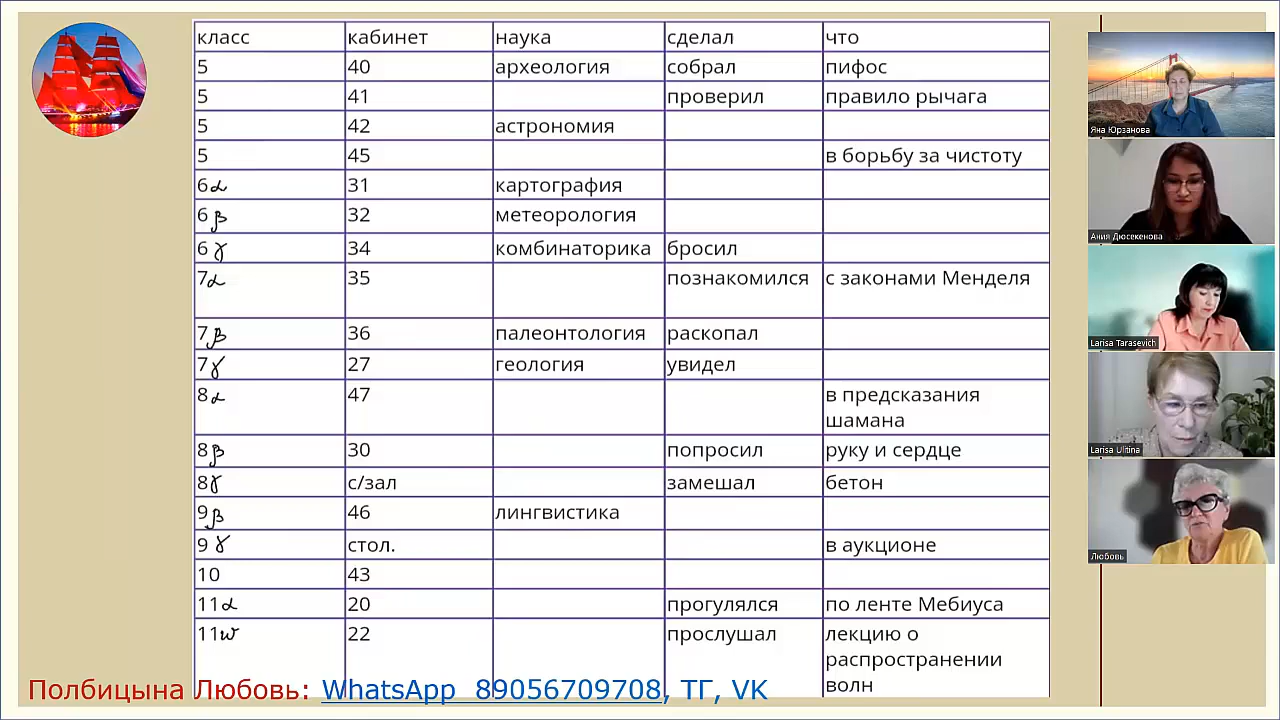 класс кабинет наука сделал что
5 40 археология собрал пифос
5 41 проверил правило рычага
5 42 астрономия
5 45 в борьбу за чистоту
6α 31 картография
6β 32 метеорология
6γ 34 комбинаторика бросил
7α 35 познакомился с законами Менделя
7β 36 палеонтология раскопал
7γ 27 геология увидел
8α 47 в предсказания
шамана
8β 30 попросил руку и сердце
8γ с/зал замешал бетон
9β 46 лингвистика
9γ стол. в аукционе
10 43
11α 20 прогулялся по ленте Мебиуса
11w 22 прослушал лекцию о
распространении
волн
Полбицына Любовь: WhatsApp 89056709708, ТГ, VK
Яна Юрзанова
Ания Дюсекенова
Larisa Tarasevich
Larisa Ulitina
Любовь